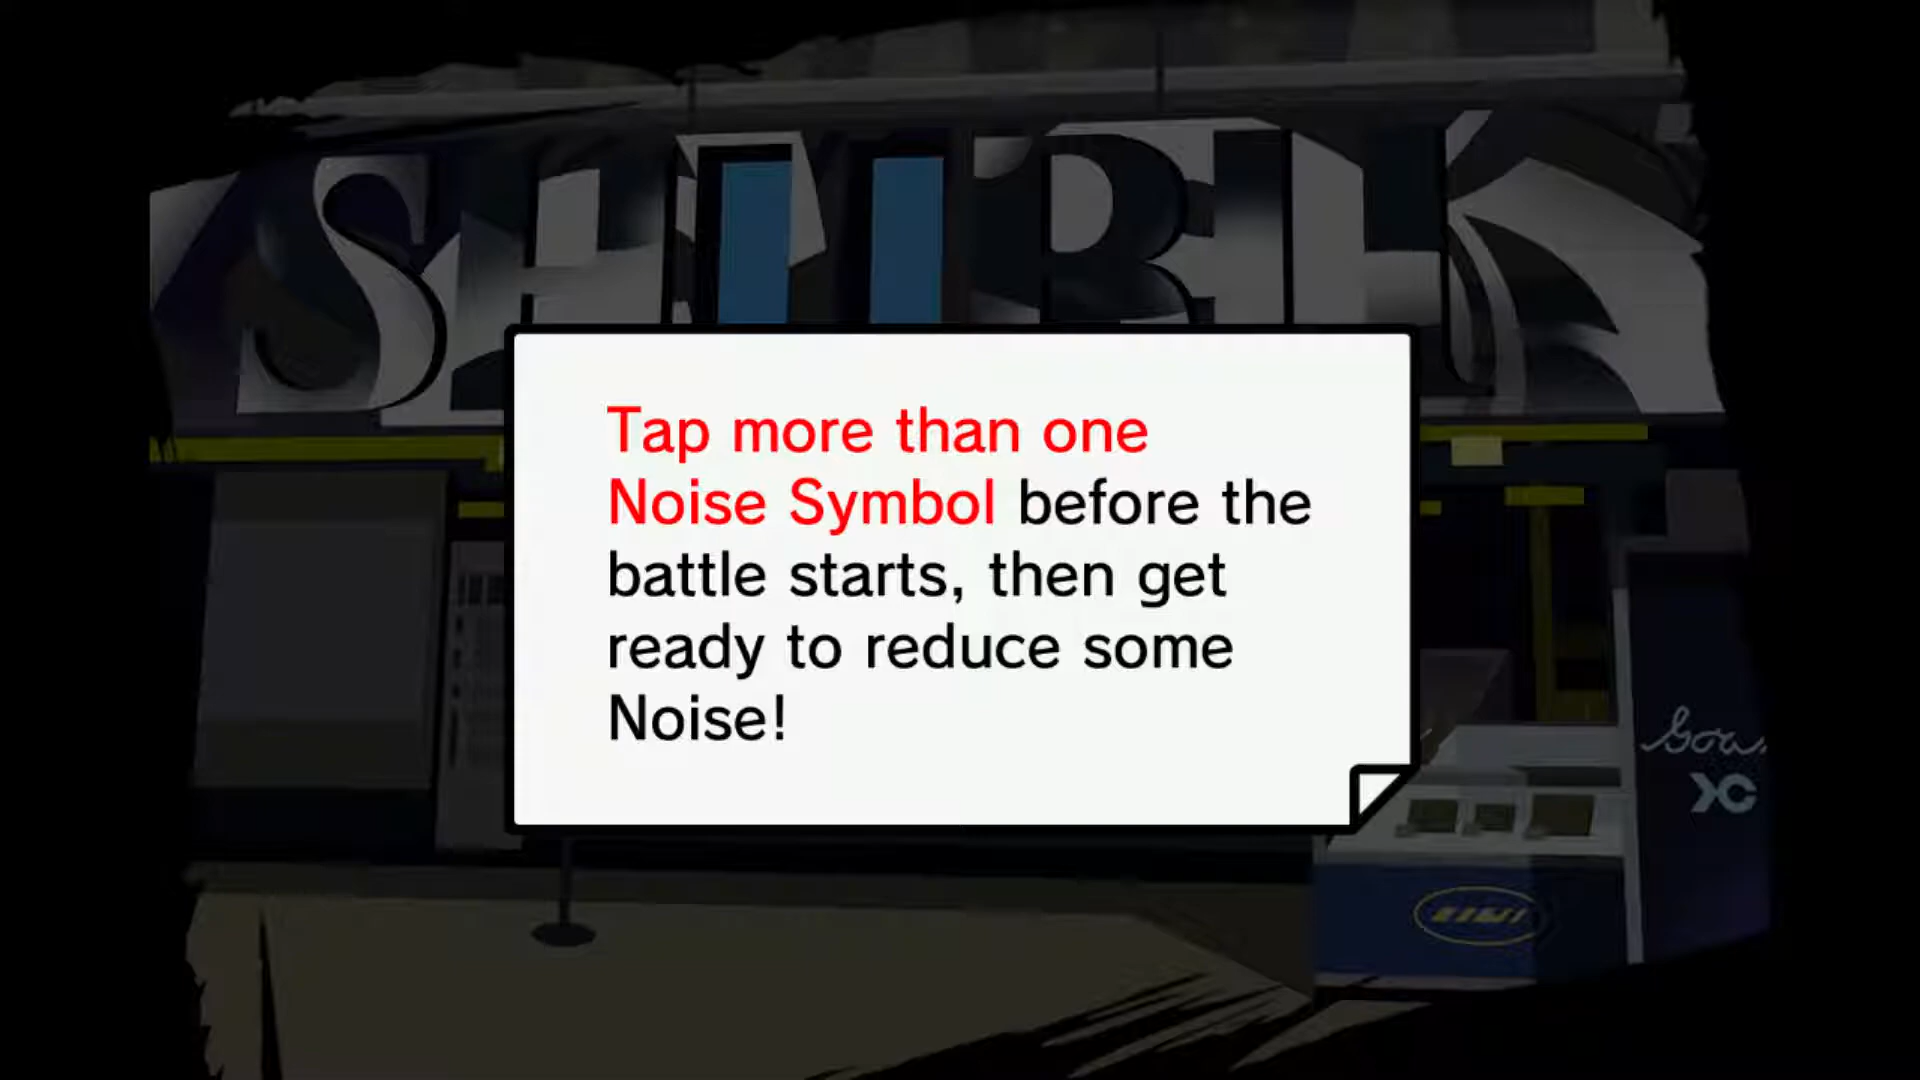 Tap more than one
Noise Symbol before the
battle starts, then get
ready to reduce some
Noise!